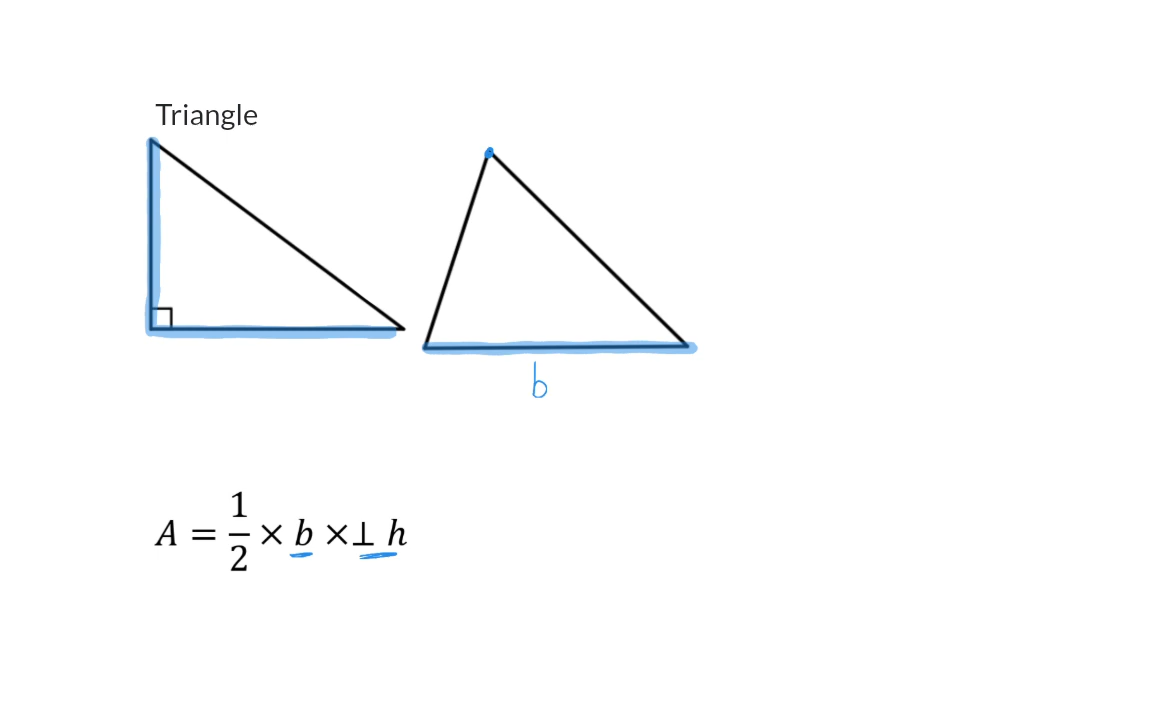 Triangle
b
A = 1/2 × b ×⊥ h